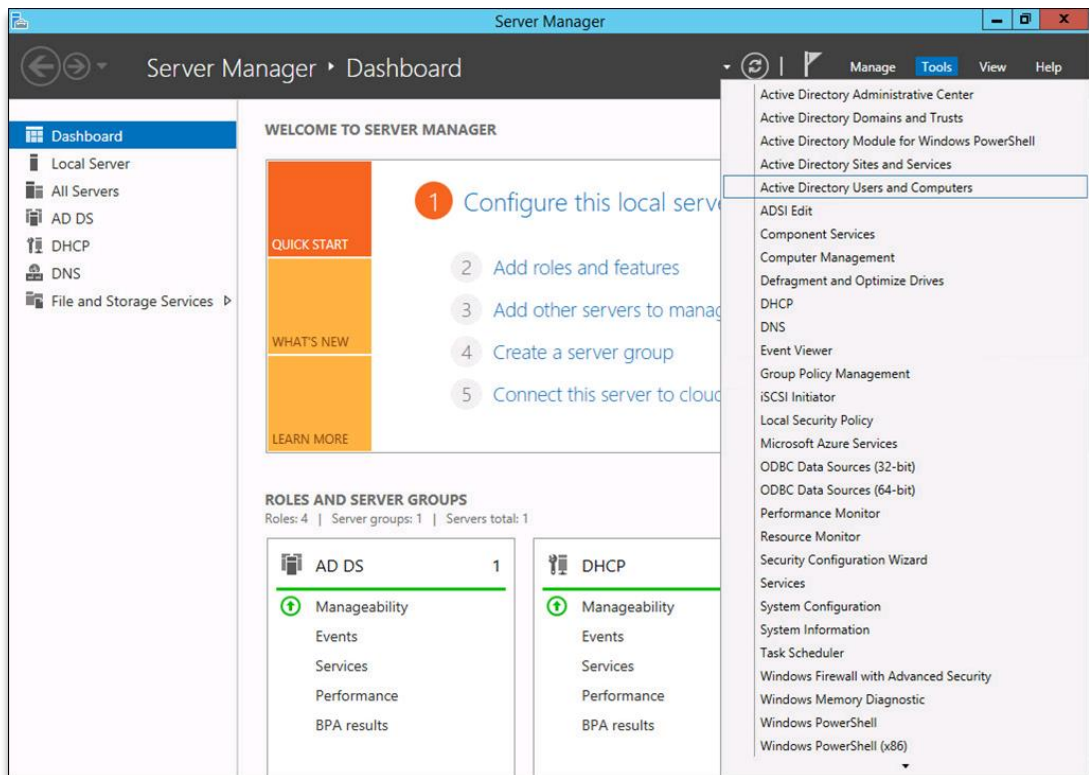 Server Manager
Server Manager • Dashboard
Manage Tools View Help
Dashboard
Local Server
All Servers
AD DS
DHCP
DNS
File and Storage Services
WELCOME TO SERVER MANAGER
QUICK START
WHAT'S NEW
LEARN MORE
1 Configure this local serve
2 Add roles and features
3 Add other servers to manag
4 Create a server group
5 Connect this server to cloud
ROLES AND SERVER GROUPS
Roles: 4 | Server groups: 1 | Servers total: 1
AD DS 1
Manageability
Events
Services
Performance
BPA results
DHCP
Manageability
Events
Services
Performance
BPA results
Active Directory Administrative Center
Active Directory Domains and Trusts
Active Directory Module for Windows PowerShell
Active Directory Sites and Services
Active Directory Users and Computers
ADSI Edit
Component Services
Computer Management
Defragment and Optimize Drives
DHCP
DNS
Event Viewer
Group Policy Management
iSCSI Initiator
Local Security Policy
Microsoft Azure Services
ODBC Data Sources (32-bit)
ODBC Data Sources (64-bit)
Performance Monitor
Resource Monitor
Security Configuration Wizard
Services
System Configuration
System Information
Task Scheduler
Windows Firewall with Advanced Security
Windows Memory Diagnostic
Windows PowerShell
Windows PowerShell (x86)